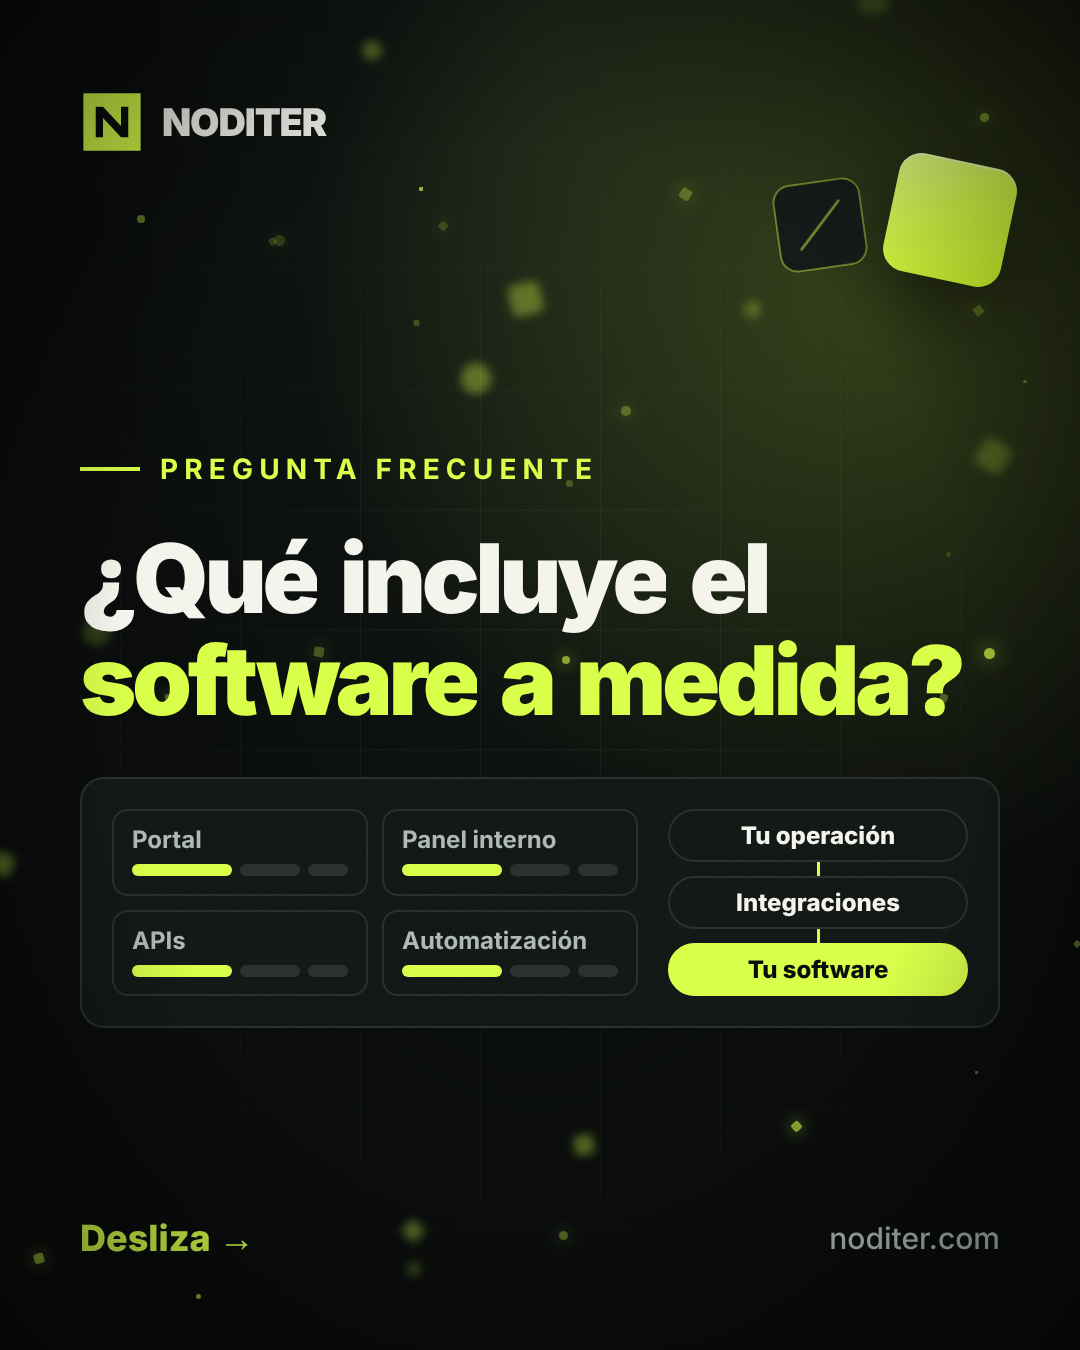 NODITER
PREGUNTA FRECUENTE
¿Qué incluye el
software a medida?
Portal
Panel interno
APIs
Automatización
Tu operación
Integraciones
Tu software
Desliza →
noditer.com